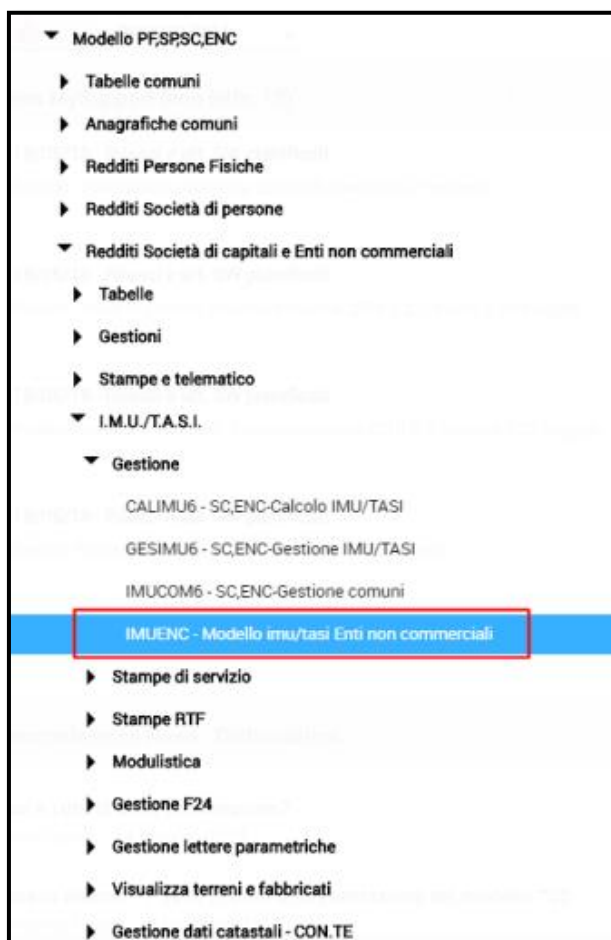 Modello PF,SP,SC,ENC
Tabelle comuni
Anagrafiche comuni
Redditi Persone Fisiche
Redditi Società di persone
Redditi Società di capitali e Enti non commerciali
Tabelle
Gestioni
Stampe e telematico
I.M.U./T.A.S.I.
Gestione
CALIMU6 - SC,ENC-Calcolo IMU/TASI
GESIMU6 - SC,ENC-Gestione IMU/TASI
IMUCOM6 - SC,ENC-Gestione comuni
IMUENC - Modello imu/tasi Enti non commerciali
Stampe di servizio
Stampe RTF
Modulistica
Gestione F24
Gestione lettere parametriche
Visualizza terreni e fabbricati
Gestione dati catastali - CON.TE